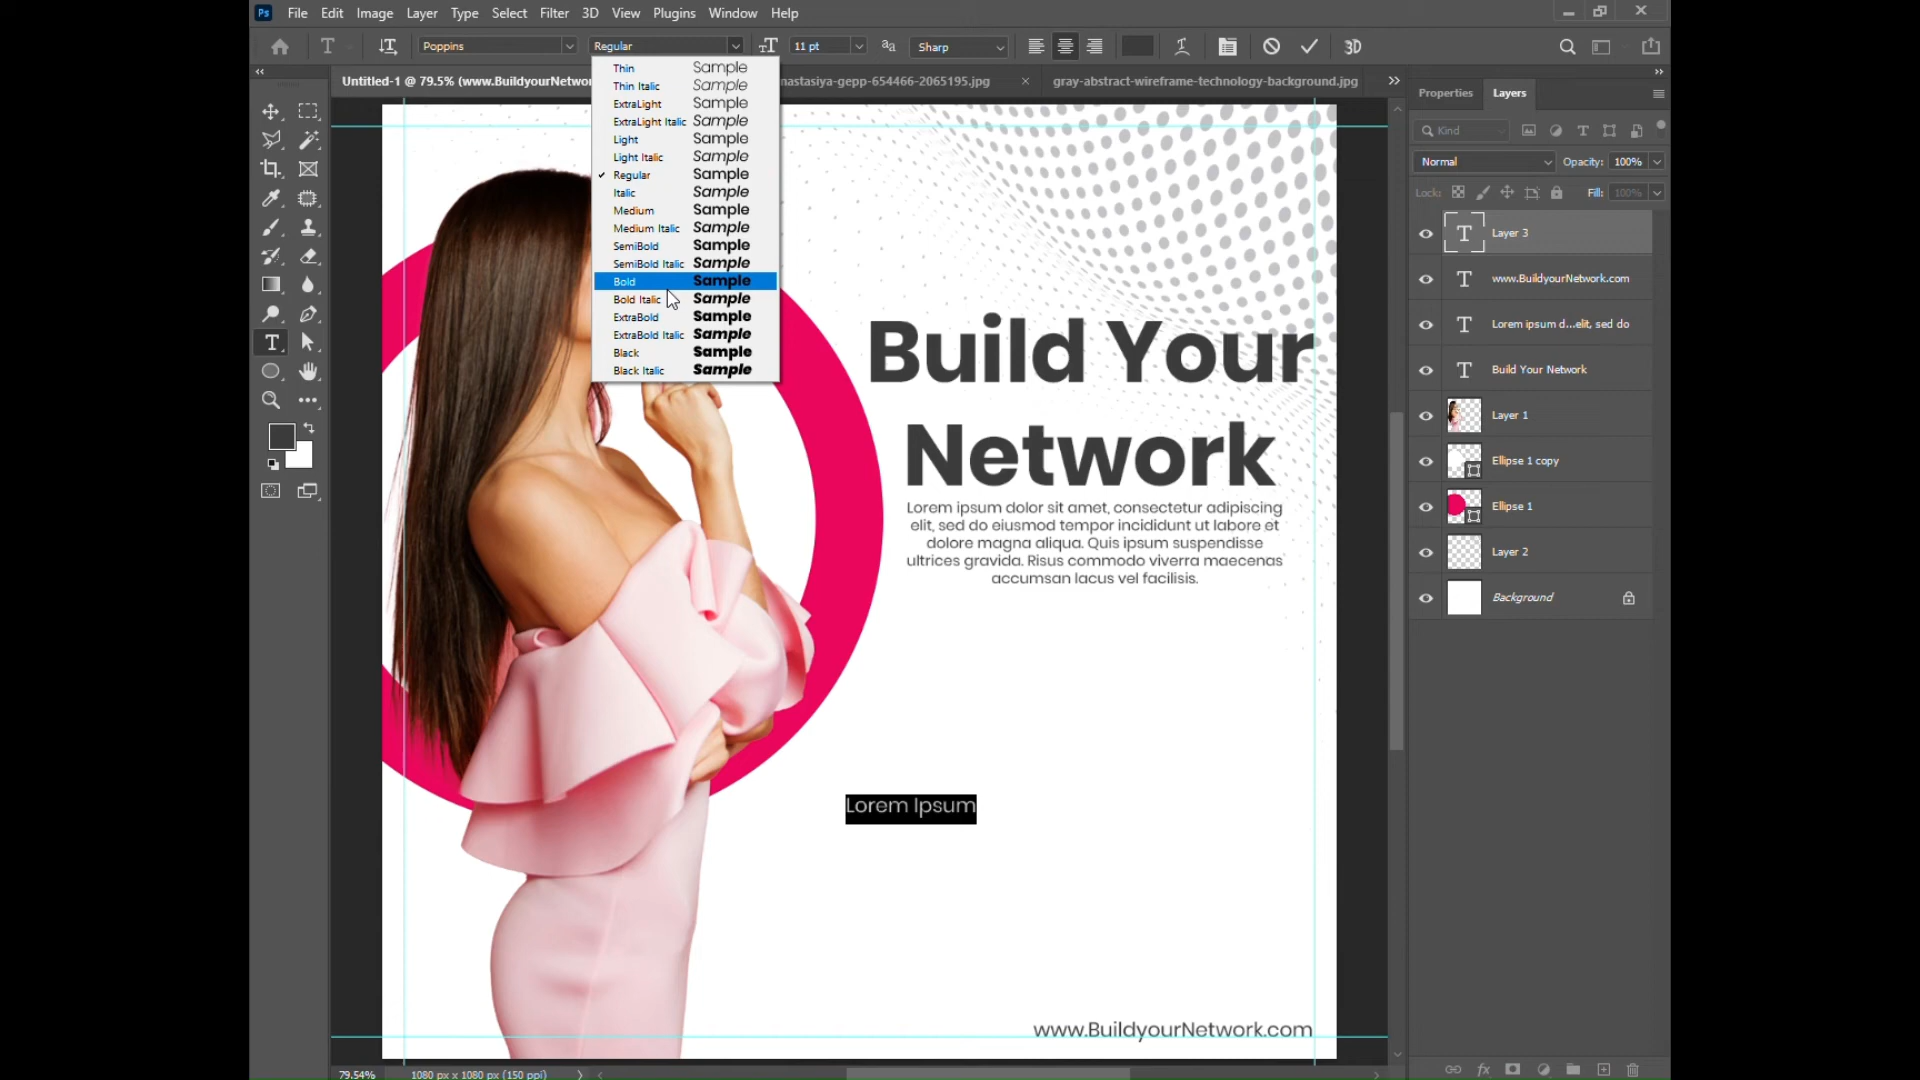 Ps File Edit Image Layer Type Select Filter 3D View Plugins Window Help
Poppins Regular 11 pt Sharp 3D
Untitled-1 @ 79.5% (www.BuildyourNetwor
nastasiya-gepp-654466-2065195.jpg
gray-abstract-wireframe-technology-background.jpg
Thin Sample
Thin Italic Sample
ExtraLight Sample
ExtraLight Italic Sample
Light Sample
Light Italic Sample
Regular Sample
Italic Sample
Medium Sample
Medium Italic Sample
SemiBold Sample
SemiBold Italic Sample
Bold Sample
Bold Italic Sample
ExtraBold Sample
ExtraBold Italic Sample
Black Sample
Black Italic Sample
Build Your
Network
Lorem ipsum dolor sit amet, consectetur adipiscing
elit, sed do eiusmod tempor incididunt ut labore et
dolore magna aliqua. Quis ipsum suspendisse
ultrices gravida. Risus commodo viverra maecenas
accumsan lacus vel facilisis.
Lorem Ipsum
www.BuildyourNetwork.com
79.54% 1080 px x 1080 px (150 ppi)
Properties Layers
Kind
Normal Opacity: 100%
Lock: Fill: 100%
Layer 3
www.BuildyourNetwork.com
Lorem ipsum d...elit, sed do
Build Your Network
Layer 1
Ellipse 1 copy
Ellipse 1
Layer 2
Background
fx